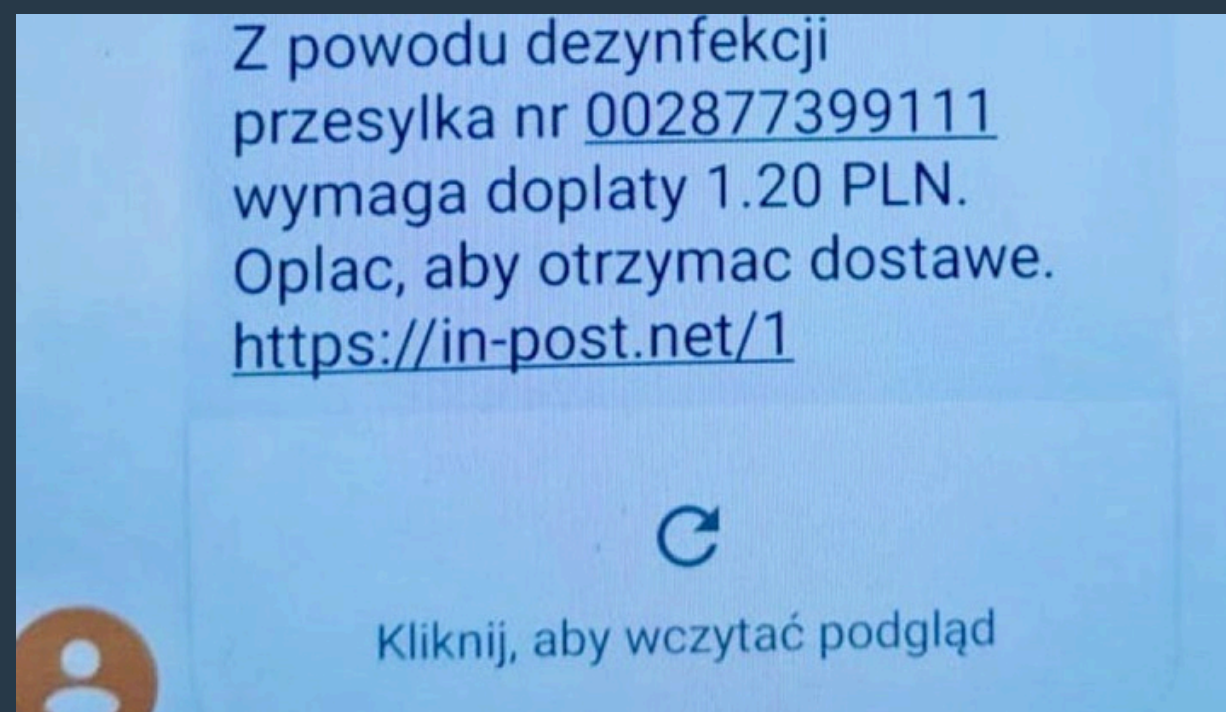 Z powodu dezynfekcji
przesylka nr 002877399111
wymaga doplaty 1.20 PLN.
Oplac, aby otrzymac dostawe.
https://in-post.net/1
Kliknij, aby wczytać podgląd